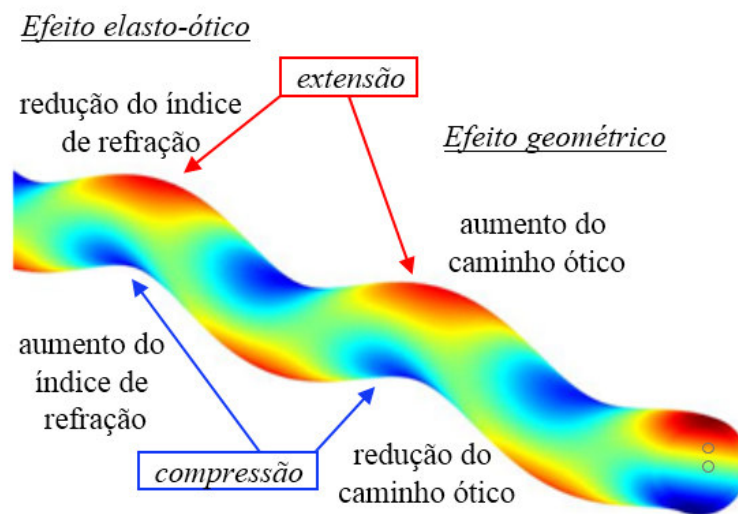 Efeito elasto-ótico
extensão
redução do índice
de refração
Efeito geométrico
aumento do
caminho ótico
aumento do
índice de
refração
compressão
redução do
caminho ótico